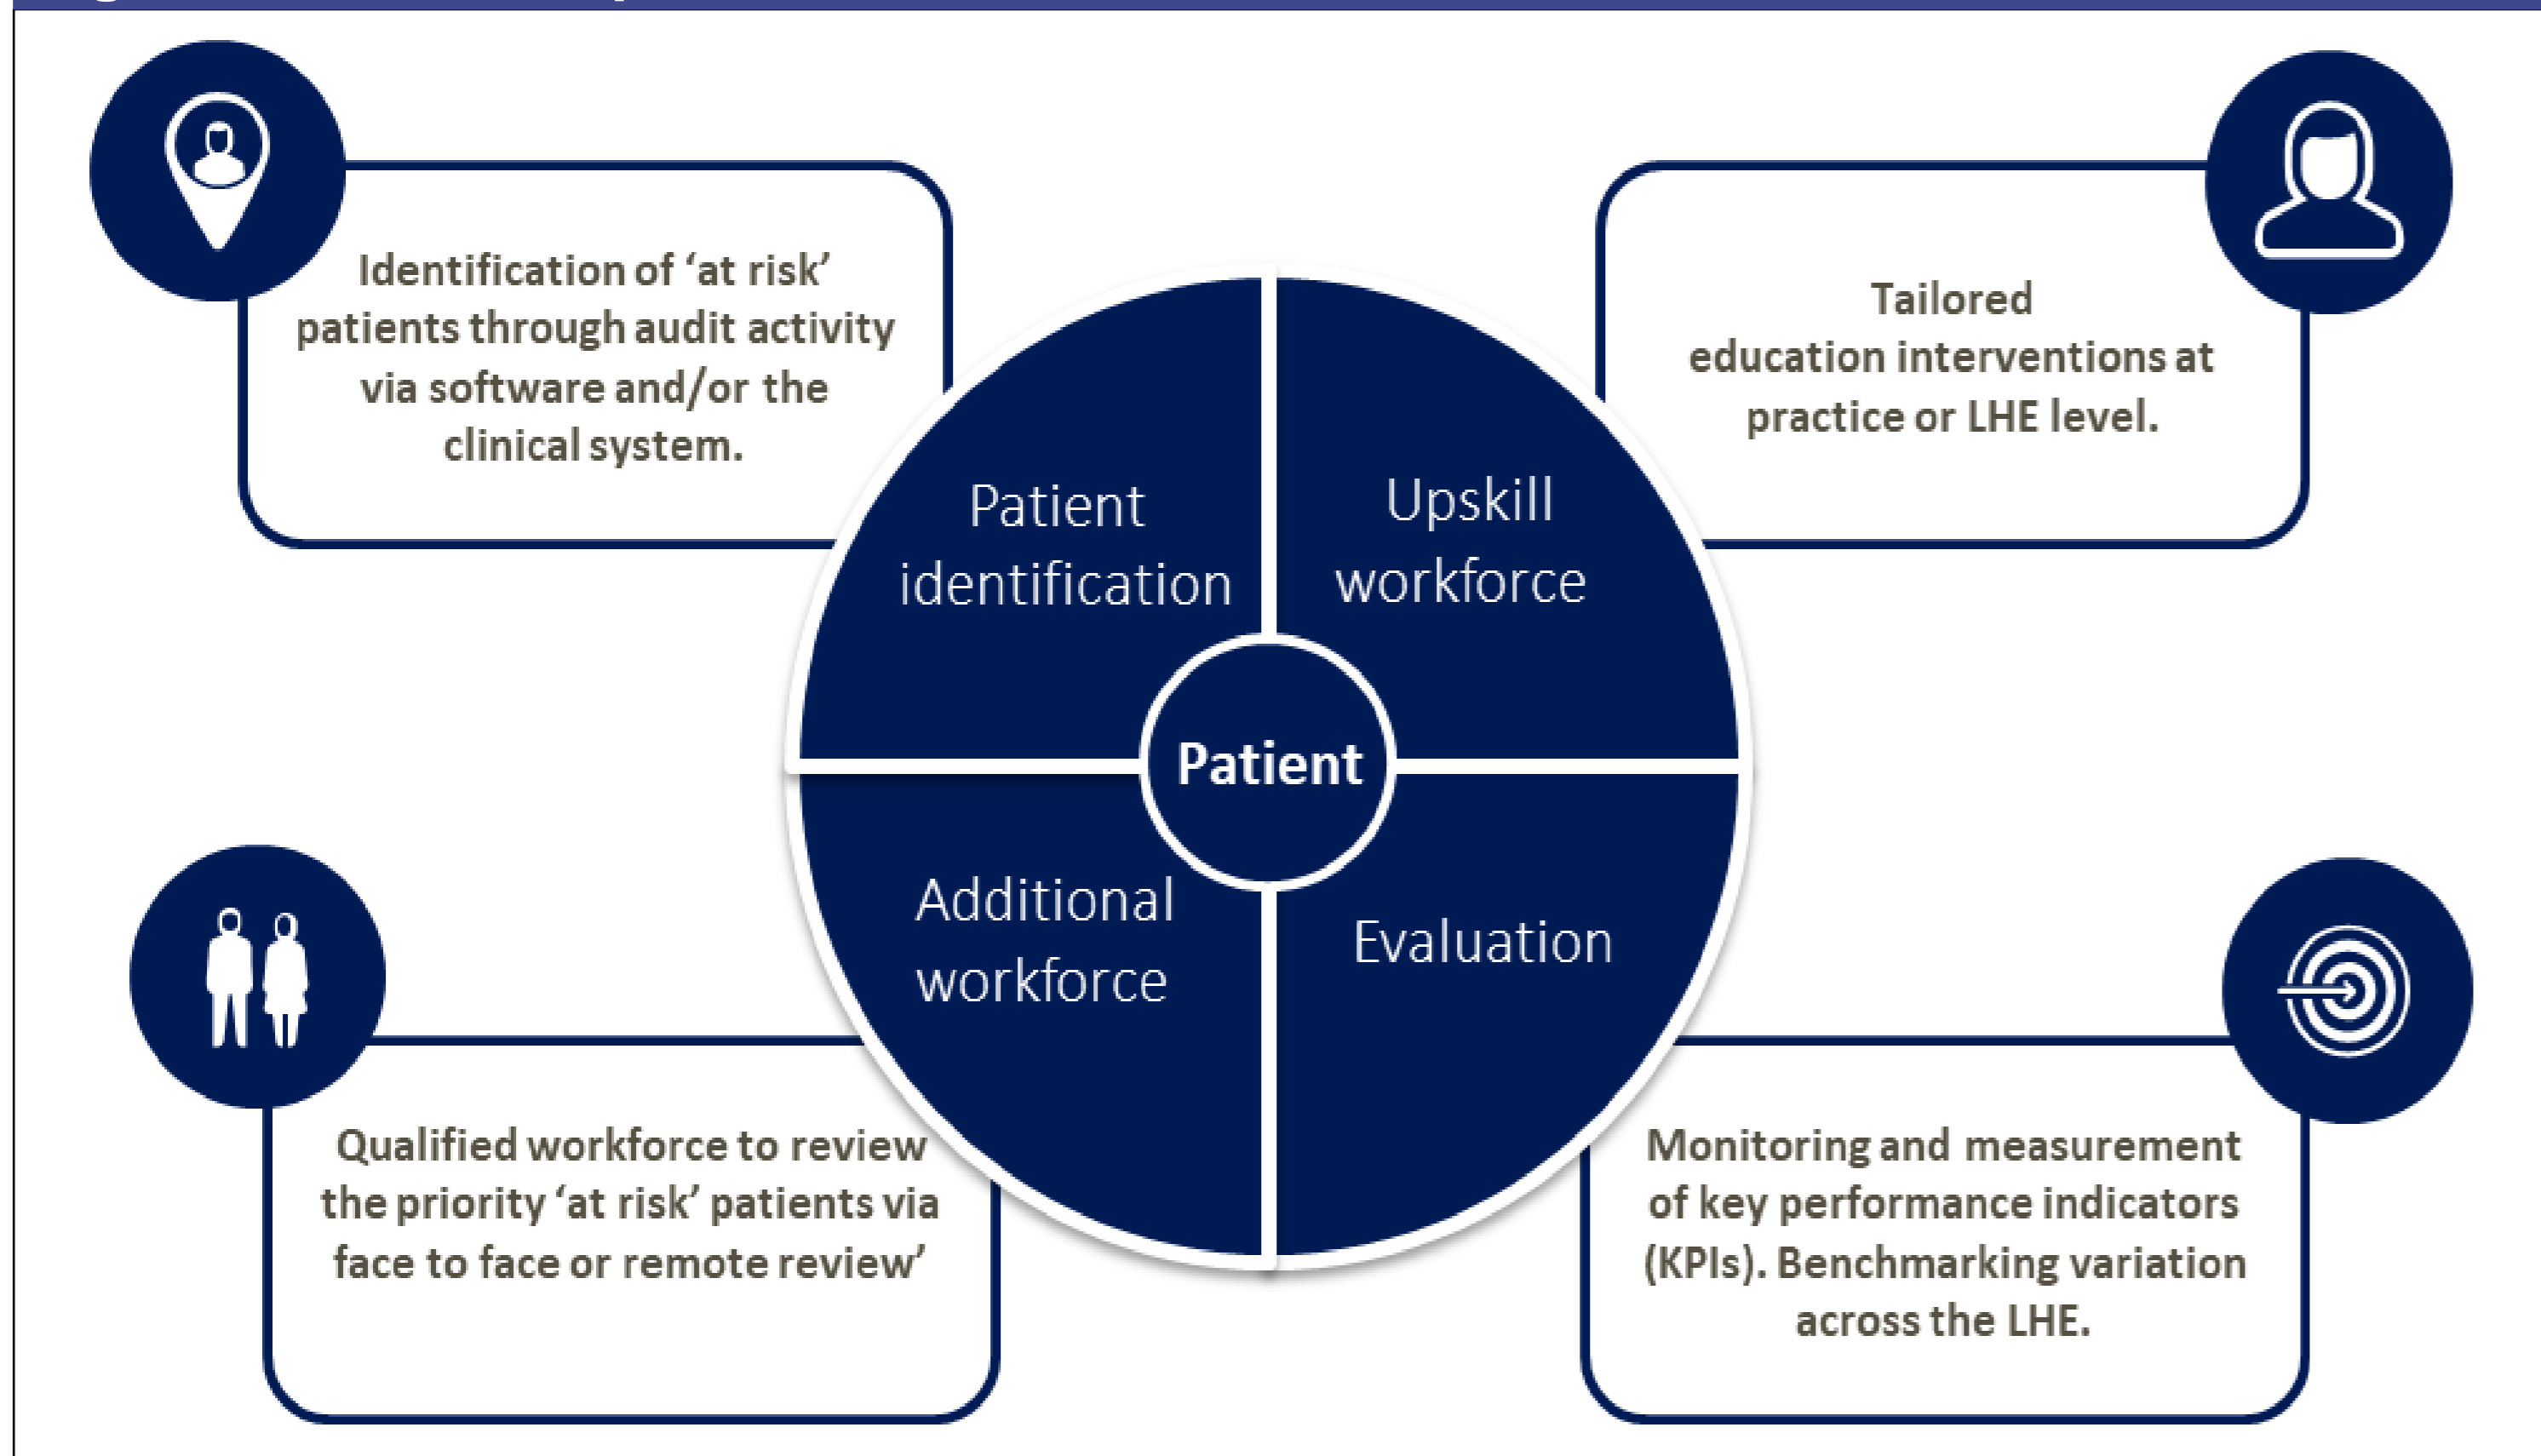 Identification of ‘at risk’
patients through audit activity
via software and/or the
clinical system.
Tailored
education interventions at
practice or LHE level.
Patient
identification
Upskill
workforce
Patient
Additional
workforce
Evaluation
Qualified workforce to review
the priority ‘at risk’ patients via
face to face or remote review’
Monitoring and measurement
of key performance indicators
(KPIs). Benchmarking variation
across the LHE.